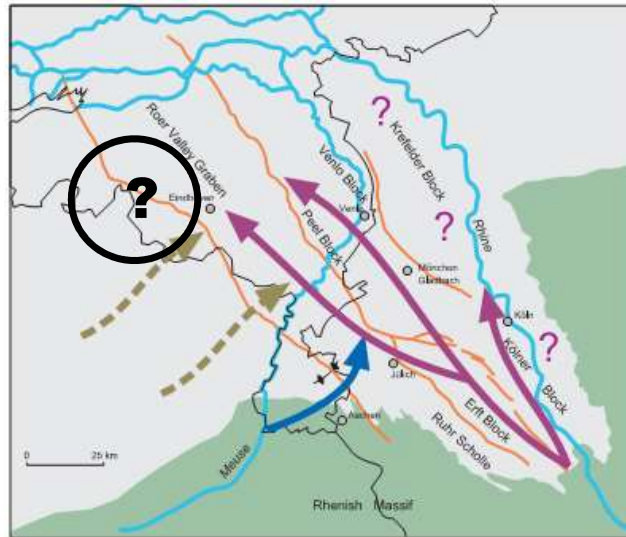 ?
Roer Valley Graben
Krefelder Block
Venlo Block
?
Eindhoven
Venlo
Rhine
Peel Block
?
Mönchen
Gladbach
Köln
?
Kölner
Block
Jülich
Erft Block
Aachen
Ruhr Scholle
0
25 km
Meuse
Rhenish Massif